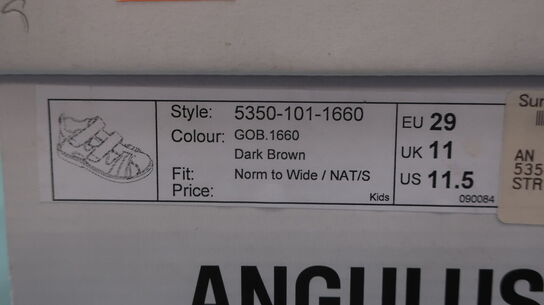 Style: 5350-101-1660
Colour: GOB.1660
Dark Brown
Fit: Norm to Wide / NAT/S
Price:
Kids
EU 29
UK 11
US 11.5
090084
Sun
AN
535
STR
ANGULUS